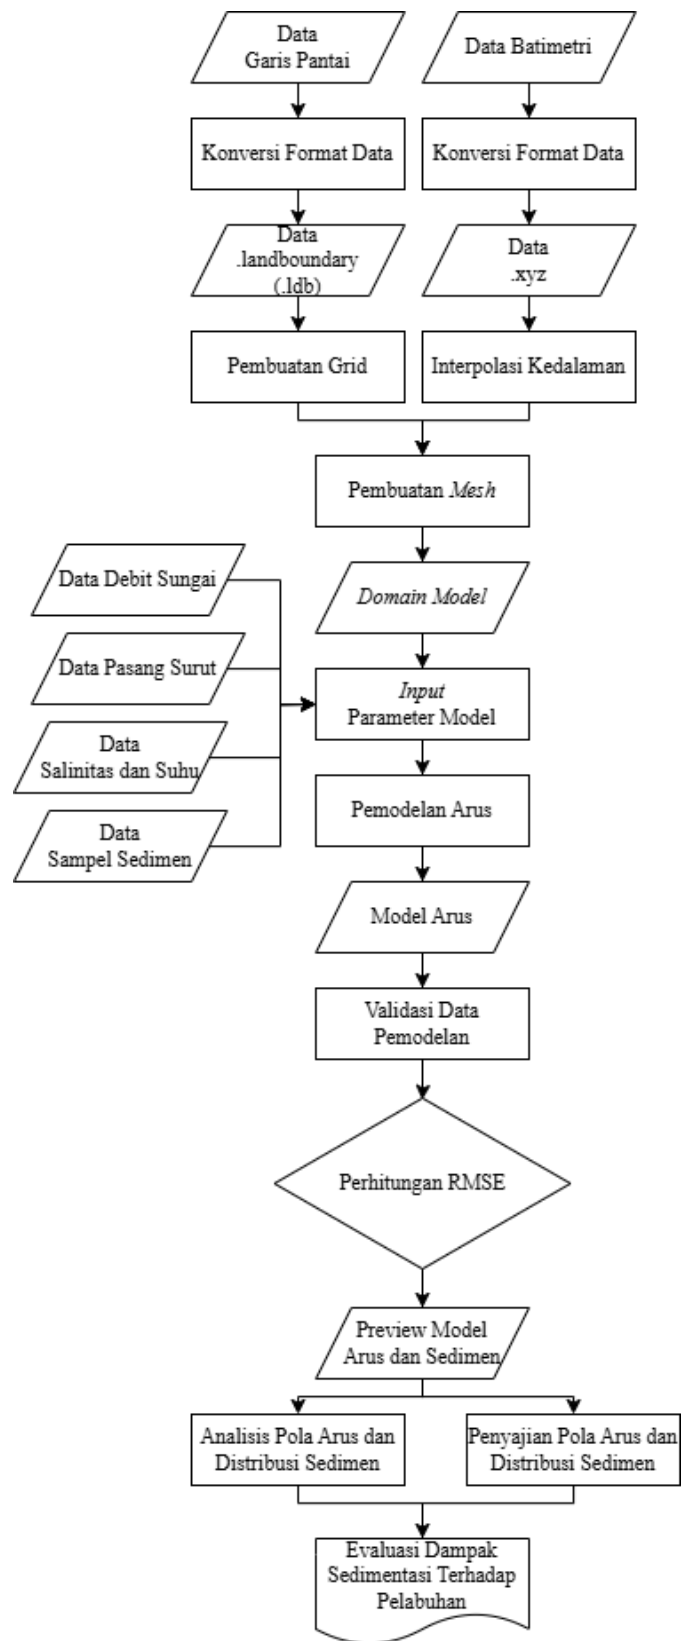 Data
Garis Pantai
Data Batimetri
Konversi Format Data
Konversi Format Data
Data
.landboundary
(.ldb)
Data
.xyz
Pembuatan Grid
Interpolasi Kedalaman
Pembuatan Mesh
Data Debit Sungai
Domain Model
Data Pasang Surut
Input
Parameter Model
Data
Salinitas dan Suhu
Pemodelan Arus
Data
Sampel Sedimen
Model Arus
Validasi Data
Pemodelan
Perhitungan RMSE
Preview Model
Arus dan Sedimen
Analisis Pola Arus dan
Distribusi Sedimen
Penyajian Pola Arus dan
Distribusi Sedimen
Evaluasi Dampak
Sedimentasi Terhadap
Pelabuhan